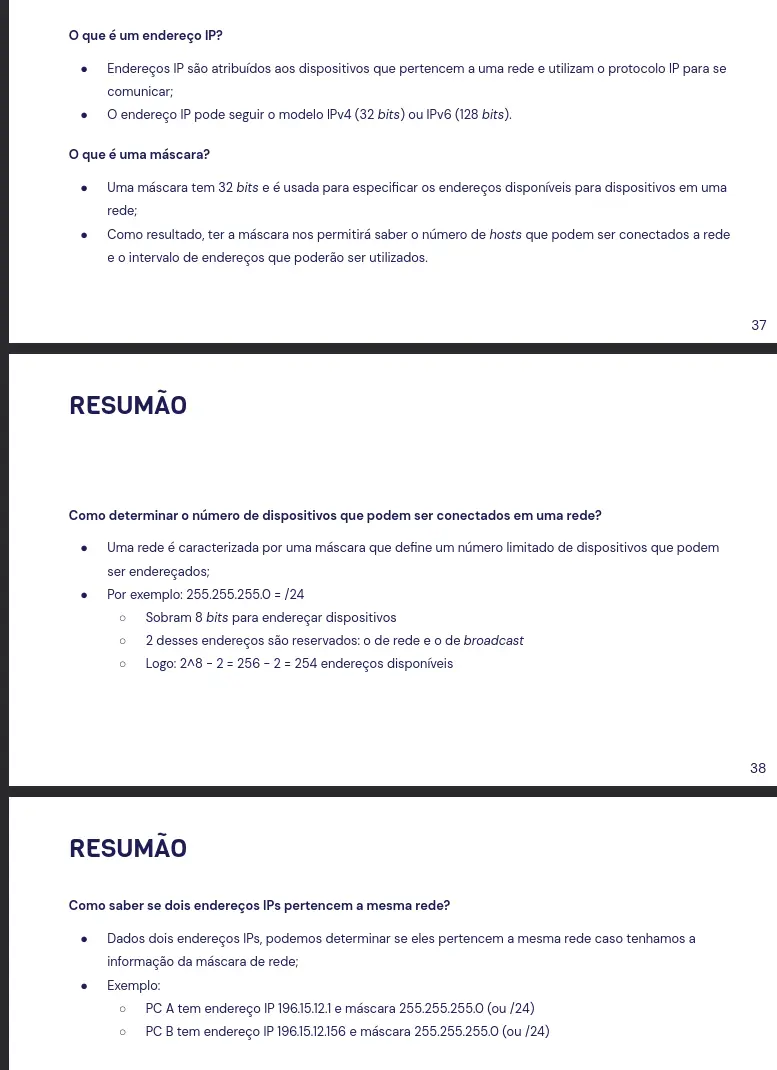 O que é um endereço IP?
● Endereços IP são atribuídos aos dispositivos que pertencem a uma rede e utilizam o protocolo IP para se
comunicar;
● O endereço IP pode seguir o modelo IPv4 (32 bits) ou IPv6 (128 bits).
O que é uma máscara?
● Uma máscara tem 32 bits e é usada para especificar os endereços disponíveis para dispositivos em uma
rede;
● Como resultado, ter a máscara nos permitirá saber o número de hosts que podem ser conectados a rede
e o intervalo de endereços que poderão ser utilizados.
37
RESUMÃO
Como determinar o número de dispositivos que podem ser conectados em uma rede?
● Uma rede é caracterizada por uma máscara que define um número limitado de dispositivos que podem
ser endereçados;
● Por exemplo: 255.255.255.0 = /24
○ Sobram 8 bits para endereçar dispositivos
○ 2 desses endereços são reservados: o de rede e o de broadcast
○ Logo: 2^8 - 2 = 256 - 2 = 254 endereços disponíveis
38
RESUMÃO
Como saber se dois endereços IPs pertencem a mesma rede?
● Dados dois endereços IPs, podemos determinar se eles pertencem a mesma rede caso tenhamos a
informação da máscara de rede;
● Exemplo:
○ PC A tem endereço IP 196.15.12.1 e máscara 255.255.255.0 (ou /24)
○ PC B tem endereço IP 196.15.12.156 e máscara 255.255.255.0 (ou /24)